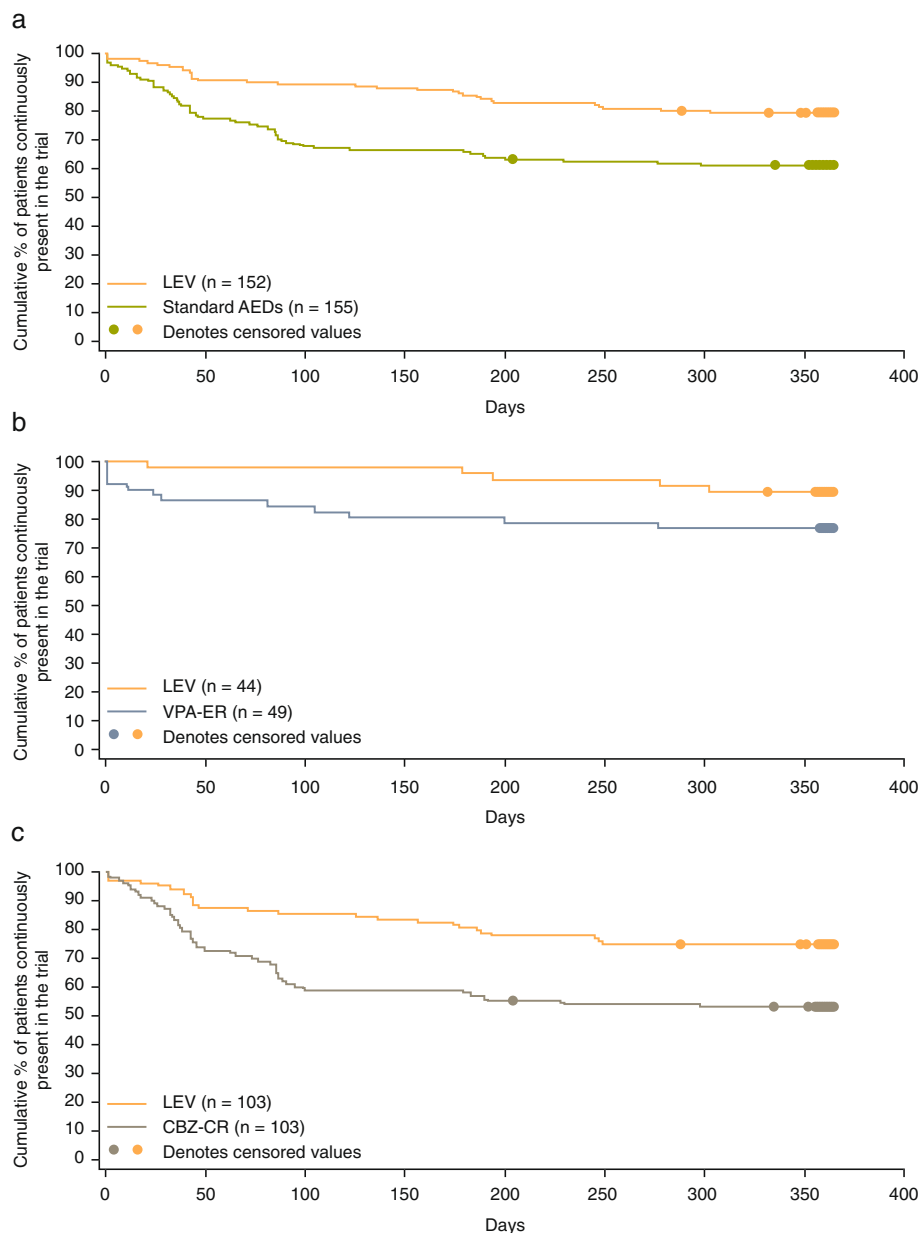 a
Cumulative % of patients continuously
present in the trial
100
90
80
70
60
50
40
30
20
10
0
LEV (n = 152)
Standard AEDs (n = 155)
Denotes censored values
0 50 100 150 200 250 300 350 400
Days
b
Cumulative % of patients continuously
present in the trial
100
90
80
70
60
50
40
30
20
10
0
LEV (n = 44)
VPA-ER (n = 49)
Denotes censored values
0 50 100 150 200 250 300 350 400
Days
c
Cumulative % of patients continuously
present in the trial
100
90
80
70
60
50
40
30
20
10
0
LEV (n = 103)
CBZ-CR (n = 103)
Denotes censored values
0 50 100 150 200 250 300 350 400
Days